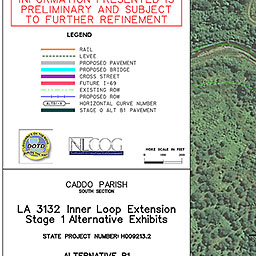 INFORMATION PRESENTED IS
PRELIMINARY AND SUBJECT
TO FURTHER REFINEMENT
LEGEND
RAIL
LEVEE
PROPOSED PAVEMENT
PROPOSED BRIDGE
CROSS STREET
FUTURE I-69
EXISTING ROW
PROPOSED ROW
HORIZONTAL CURVE NUMBER
STAGE 0 ALT B1 PAVEMENT
DOTD
NLCOG
SCALE IN FEET
CADDO PARISH
SOUTH SECTION
LA 3132 Inner Loop Extension
Stage 1 Alternative Exhibits
STATE PROJECT NUMBER: H.009213.2
ALTERNATIVE B1